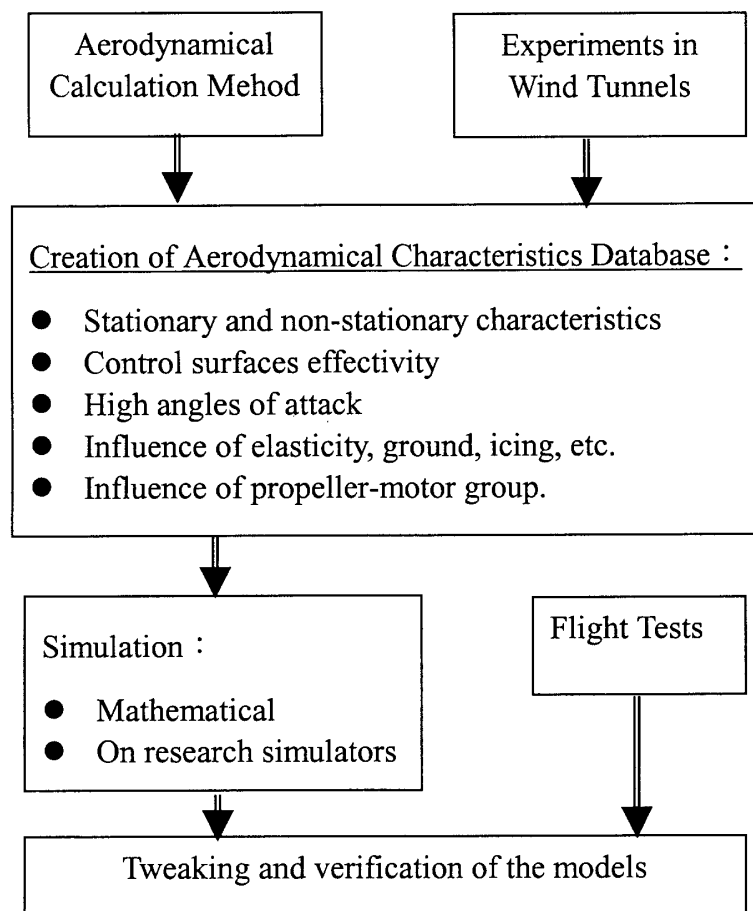 Aerodynamical
Calculation Mehod
Experiments in
Wind Tunnels
Creation of Aerodynamical Characteristics Database：
● Stationary and non-stationary characteristics
● Control surfaces effectivity
● High angles of attack
● Influence of elasticity, ground, icing, etc.
● Influence of propeller-motor group.
Simulation：
● Mathematical
● On research simulators
Flight Tests
Tweaking and verification of the models